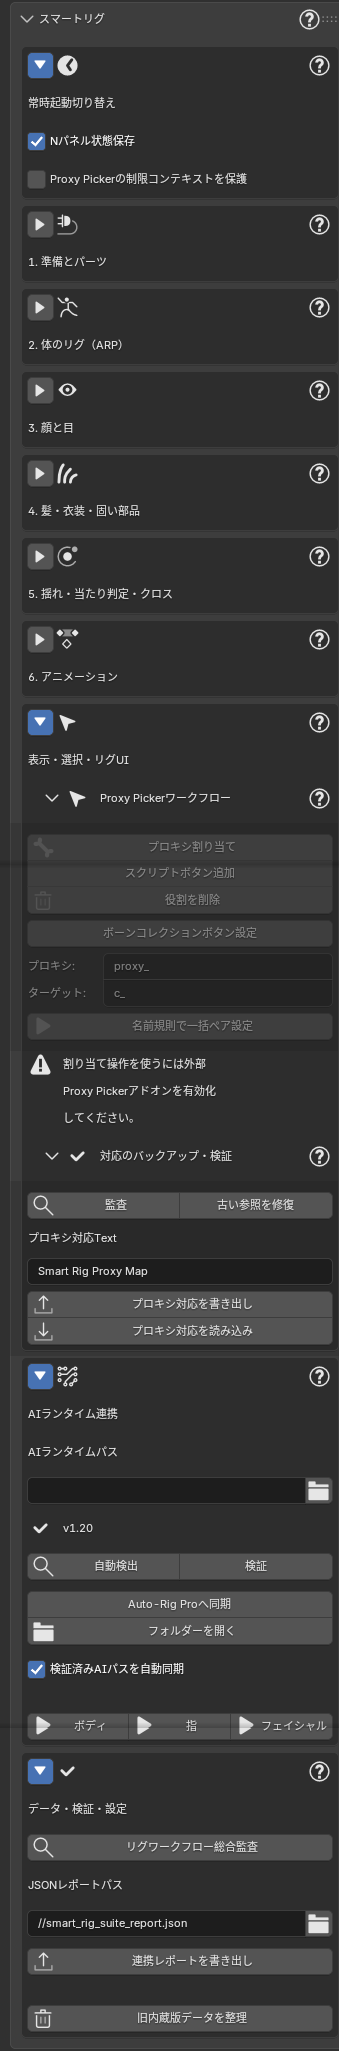 スマートリグ
常時起動切り替え
Nパネル状態保存
Proxy Pickerの制限コンテキストを保護
1. 準備とパーツ
2. 体のリグ（ARP）
3. 顔と目
4. 髪・衣装・固い部品
5. 揺れ・当たり判定・クロス
6. アニメーション
表示・選択・リグUI
Proxy Pickerワークフロー
プロキシ割り当て
スクリプトボタン追加
役割を削除
ボーンコレクションボタン設定
プロキシ: proxy_
ターゲット: c_
名前規則で一括ペア設定
割り当て操作を使うには外部
Proxy Pickerアドオンを有効化
してください。
対応のバックアップ・検証
監査 古い参照を修復
プロキシ対応Text
Smart Rig Proxy Map
プロキシ対応を書き出し
プロキシ対応を読み込み
AIランタイム連携
AIランタイムパス
v1.20
自動検出 検証
Auto-Rig Proへ同期
フォルダーを開く
検証済みAIパスを自動同期
ボディ 指 フェイシャル
データ・検証・設定
リグワークフロー総合監査
JSONレポートパス
//smart_rig_suite_report.json
連携レポートを書き出し
旧内蔵版データを整理